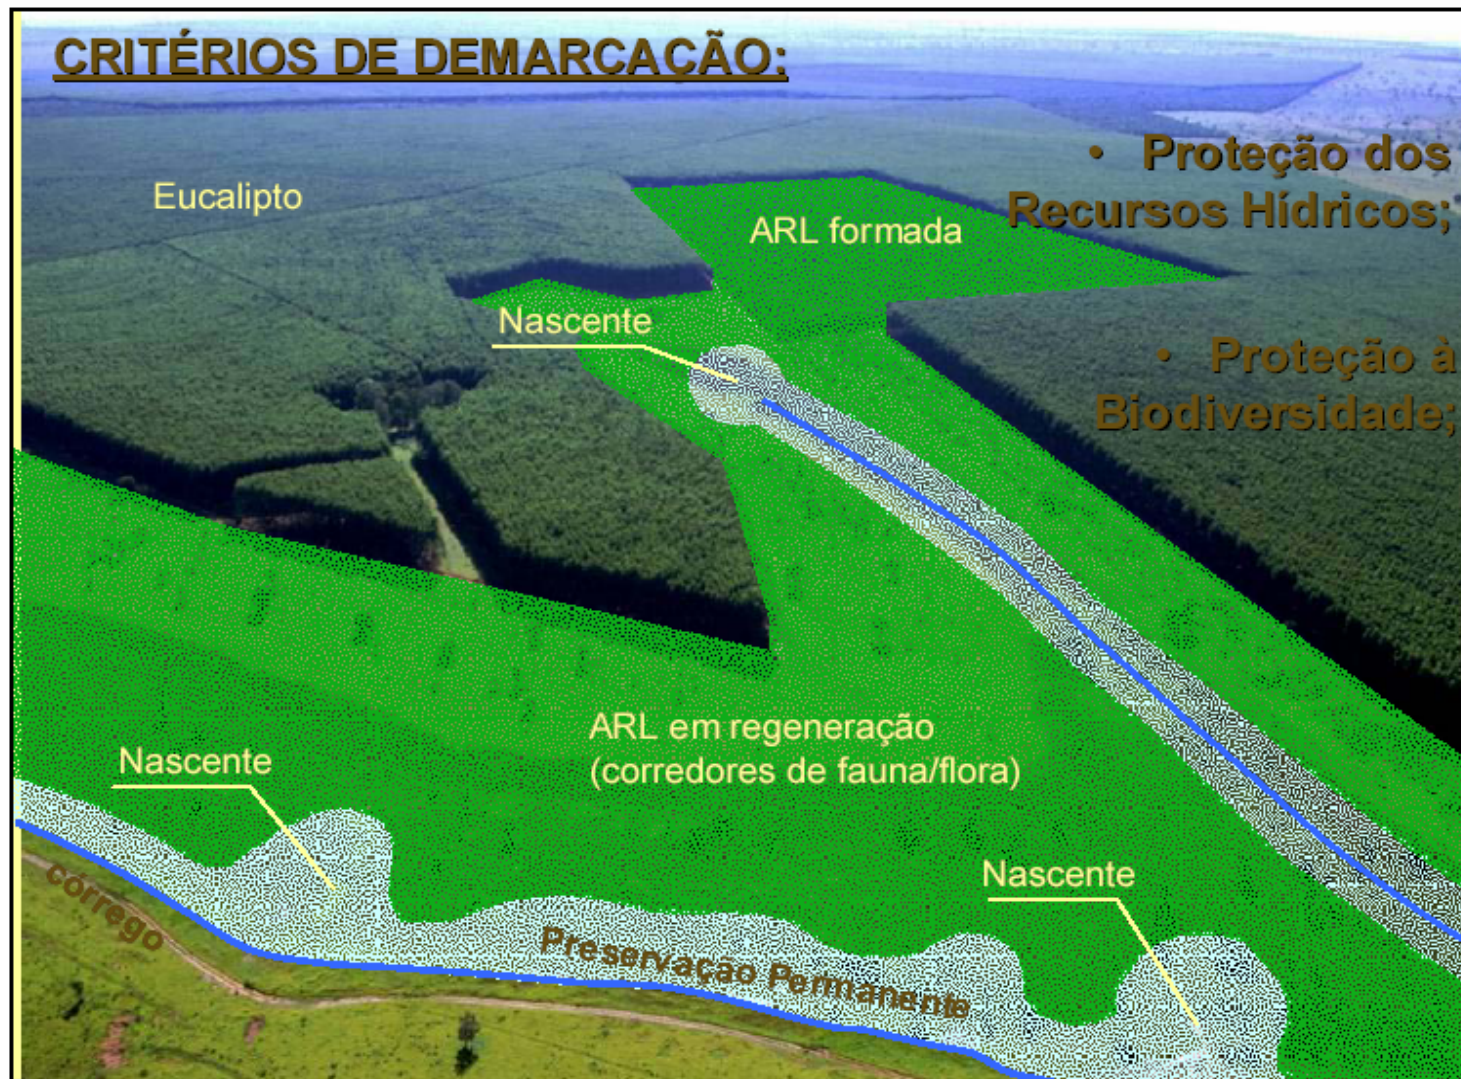 CRITÉRIOS DE DEMARCAÇÃO:
• Proteção dos
Recursos Hídricos;
Eucalipto
ARL formada
Nascente
• Proteção à
Biodiversidade;
ARL em regeneração
(corredores de fauna/flora)
Nascente
Nascente
córrego
Preservação Permanente